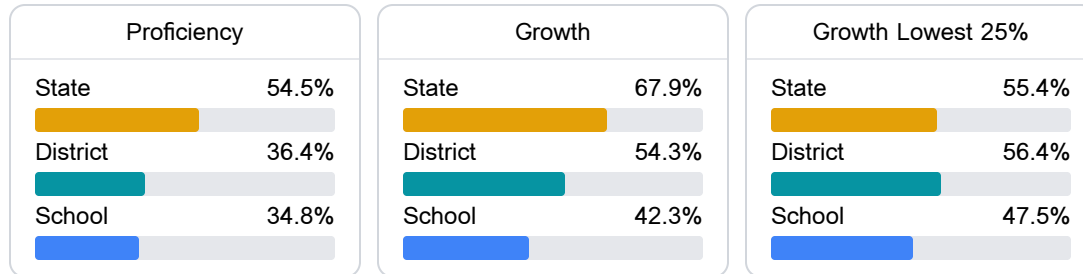 Proficiency
State 54.5%
District 36.4%
School 34.8%
Growth
State 67.9%
District 54.3%
School 42.3%
Growth Lowest 25%
State 55.4%
District 56.4%
School 47.5%